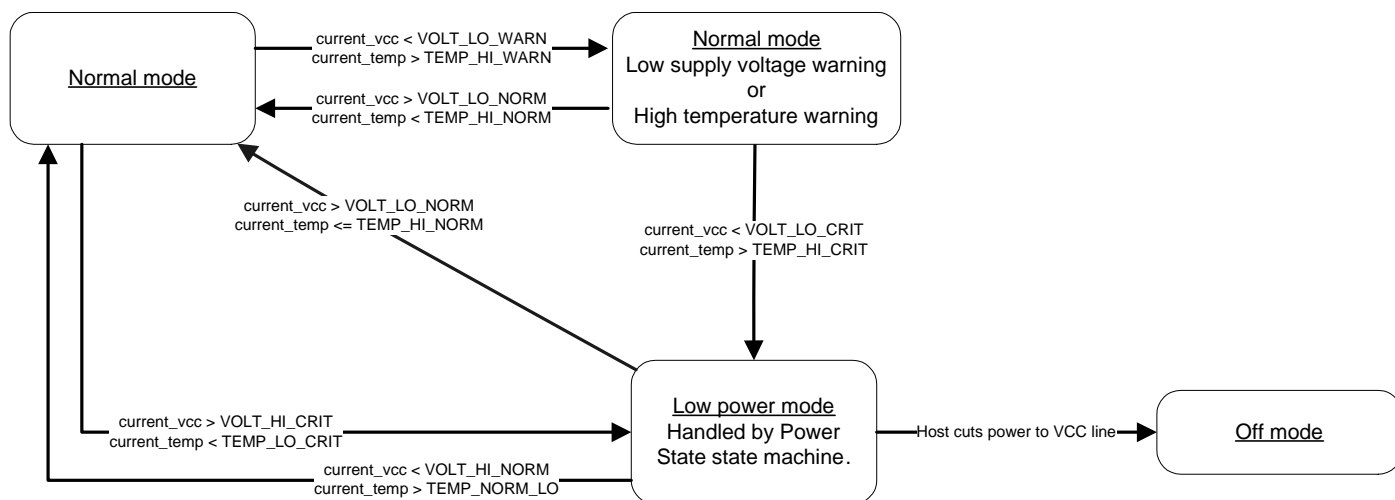 Normal mode
current_vcc < VOLT_LO_WARN
current_temp > TEMP_HI_WARN
current_vcc > VOLT_LO_NORM
current_temp < TEMP_HI_NORM
Normal mode
Low supply voltage warning
or
High temperature warning
current_vcc > VOLT_LO_NORM
current_temp <= TEMP_HI_NORM
current_vcc < VOLT_LO_CRIT
current_temp > TEMP_HI_CRIT
current_vcc > VOLT_HI_CRIT
current_temp < TEMP_LO_CRIT
current_vcc < VOLT_HI_NORM
current_temp > TEMP_NORM_LO
Low power mode
Handled by Power
State state machine.
Host cuts power to VCC line
Off mode